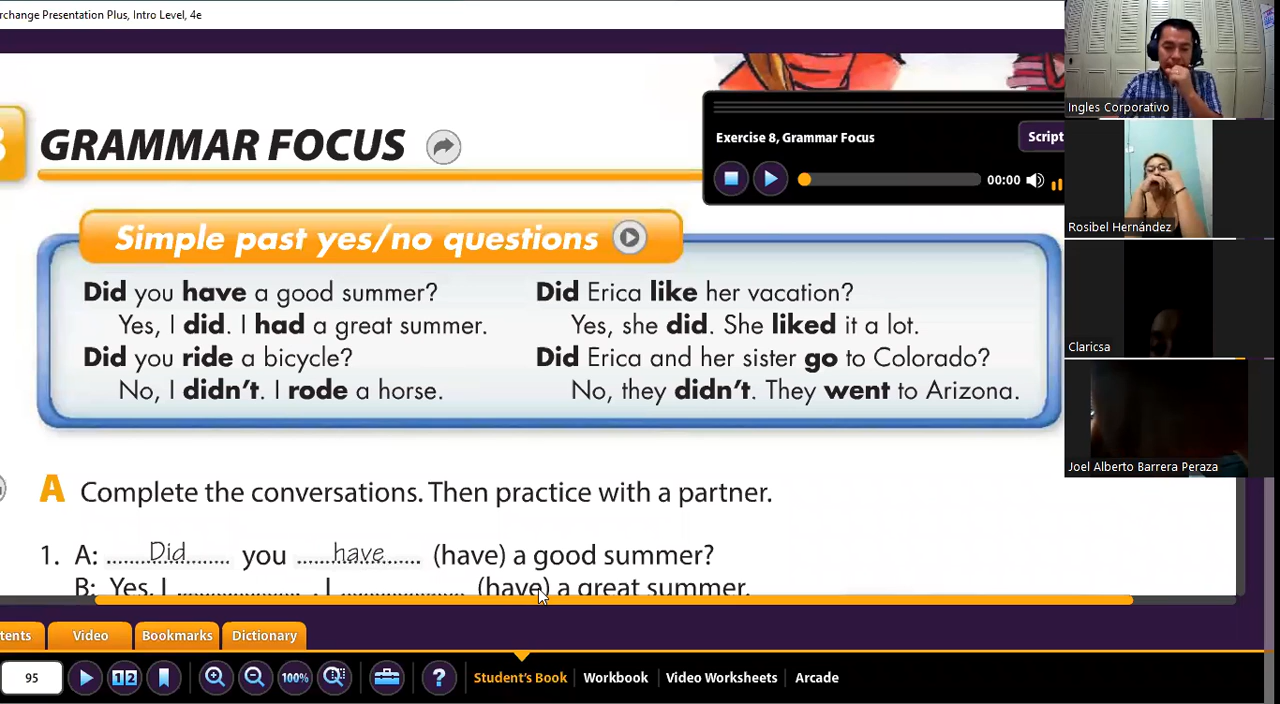 rchange Presentation Plus, Intro Level, 4e
GRAMMAR FOCUS
Exercise 8, Grammar Focus
Script
00:00
Simple past yes/no questions
Did you have a good summer?
Yes, I did. I had a great summer.
Did you ride a bicycle?
No, I didn't. I rode a horse.
Did Erica like her vacation?
Yes, she did. She liked it a lot.
Did Erica and her sister go to Colorado?
No, they didn't. They went to Arizona.
A Complete the conversations. Then practice with a partner.
1. A: ........Did........ you ........have........ (have) a good summer?
B: Yes, I ........................ . I ........................ (have) a great summer.
Ingles Corporativo
Rosibel Hernández
Claricsa
Joel Alberto Barrera Peraza
tents
Video
Bookmarks
Dictionary
95
1 2
100%
?
Student's Book
Workbook
Video Worksheets
Arcade